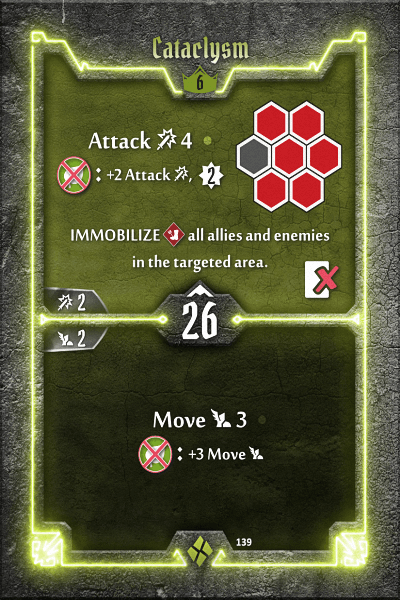 Cataclysm
6
Attack 4
: +2 Attack , 2
IMMOBILIZE all allies and enemies
in the targeted area.
2
26
2
Move 3
: +3 Move
139